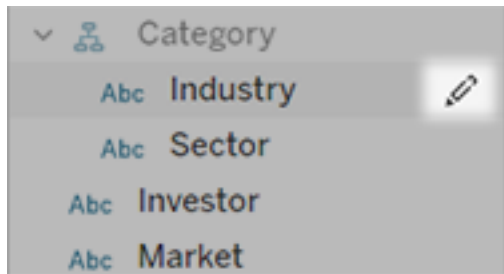 Category
Abc Industry
Abc Sector
Abc Investor
Abc Market